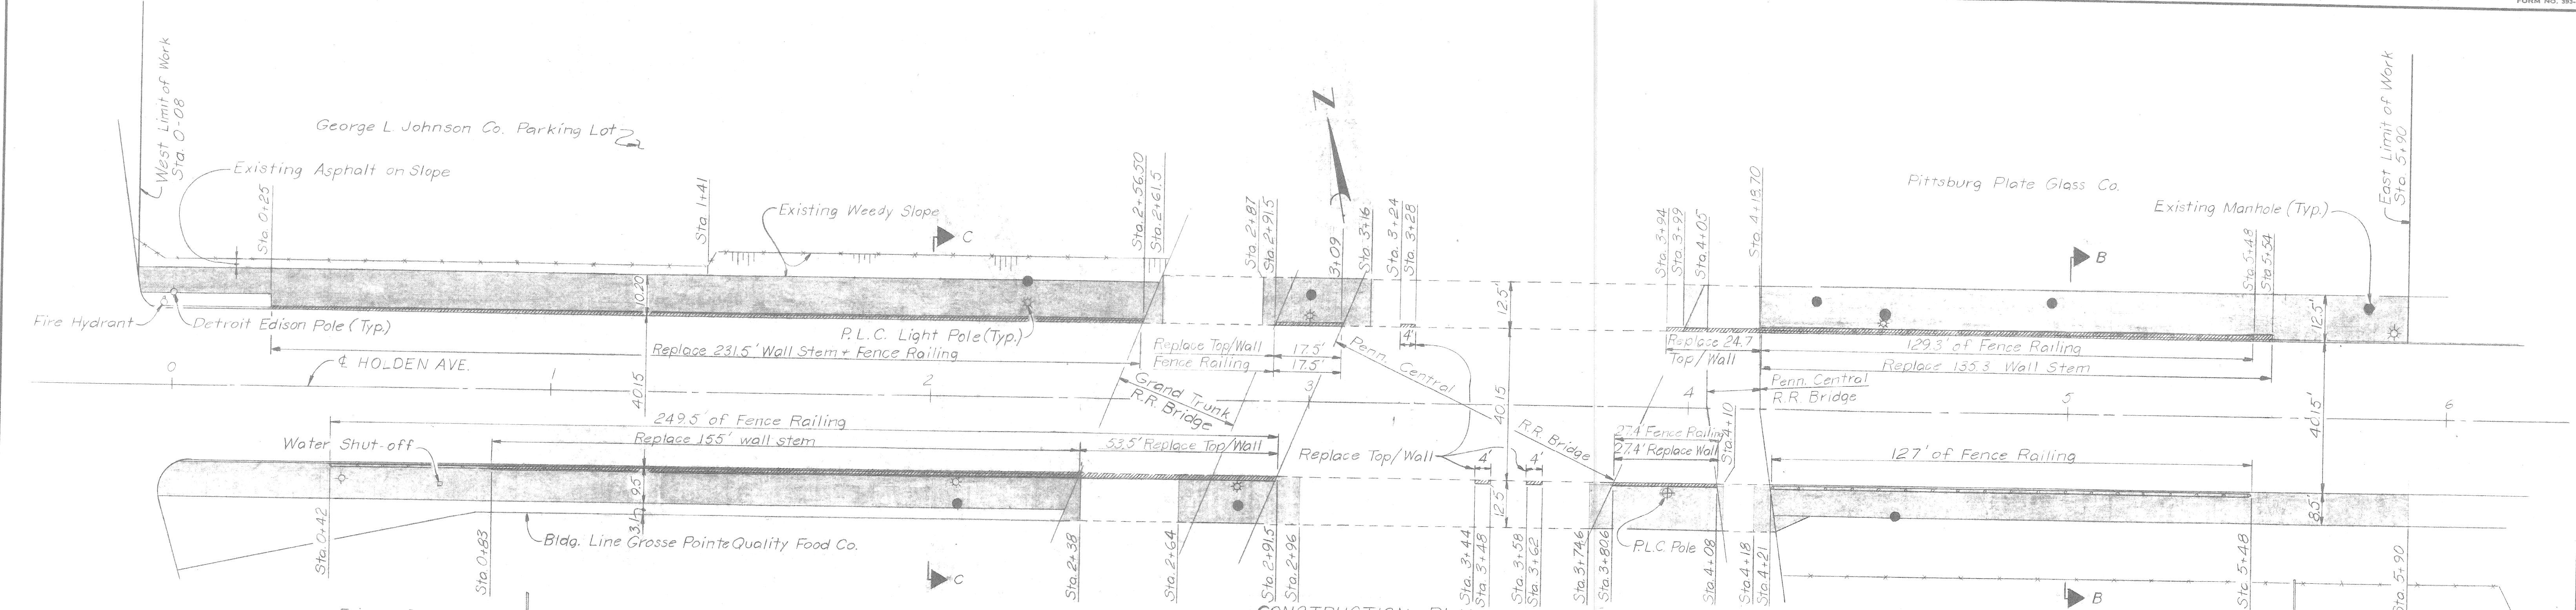 FORM NO. 393-
West Limit of Work
Sta. 0-08
George L. Johnson Co. Parking Lot
Existing Asphalt on Slope
Sta. 0+25
Sta. 1+41
Existing Weedy Slope
C
Sta. 2+56.50
Sta. 2+61.5
Sta. 2+87
Sta. 2+91.5
N
3+09
Sta. 3+16
Sta. 3+24
Sta. 3+28
Sta. 3+94
Sta. 3+99
Sta. 4+05
Sta. 4+18.70
Pittsburg Plate Glass Co.
Existing Manhole (Typ.)
B
Sta. 5+48
Sta. 5+54
East Limit of Work
Sta. 5+90
Fire Hydrant
Detroit Edison Pole (Typ.)
10.20
P.L.C. Light Pole (Typ.)
Replace 231.5' Wall Stem + Fence Railing
Replace Top/Wall
17.5'
Fence Railing
17.5'
4'
12.5'
Penn. Central
Replace 24.7
Top/Wall
129.3' of Fence Railing
Replace 135.3 Wall Stem
12.5'
℄ HOLDEN AVE.
0
1
2
3
4
5
6
40.15
Grand Trunk
R.R. Bridge
40.15
Penn. Central
R.R. Bridge
40.15'
249.5' of Fence Railing
Replace 155' wall stem
53.5' Replace Top/Wall
Water Shut-off
Replace Top/Wall
4'
4'
R.R. Bridge
27.4' Fence Railing
27.4' Replace Wall
Sta. 4+10
127' of Fence Railing
9.5'
3.17
12.5
8.5'
Bldg. Line Grosse Pointe Quality Food Co.
P.L.C. Pole
Sta. 0+42
Sta. 0+83
C
Sta. 2+38
Sta. 2+64
Sta. 2+91.5
Sta. 2+96
Sta. 3+44
Sta. 3+48
Sta. 3+58
Sta. 3+62
Sta. 3+74.6
Sta. 3+80.6
Sta. 4+08
Sta. 4+18
Sta. 4+21
B
Sta. 5+48
Sta. 5+90